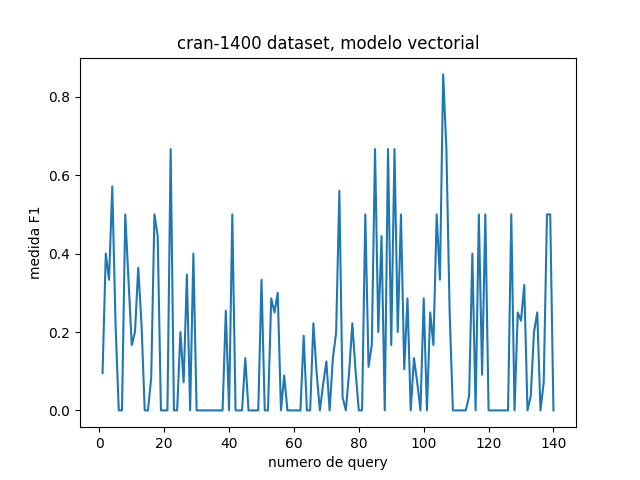 cran-1400 dataset, modelo vectorial
medida F1
0.8
0.6
0.4
0.2
0.0
0 20 40 60 80 100 120 140
numero de query